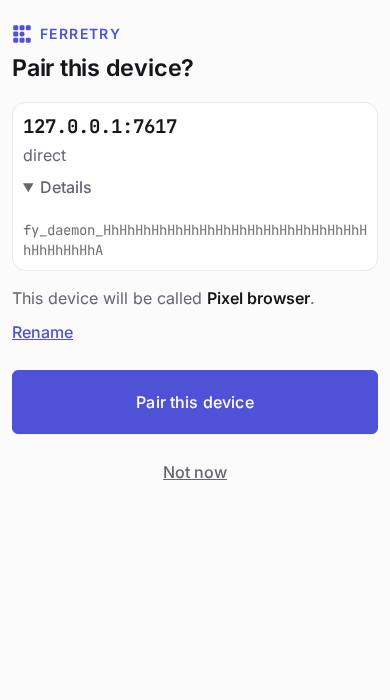 FERRETRY
Pair this device?
127.0.0.1:7617
direct
▼ Details
fy_daemon_HhHhHhHhHhHhHhHhHhHhHhHhHhHhHhHhH
hHhHhHhHhA
This device will be called Pixel browser.
Rename
Pair this device
Not now